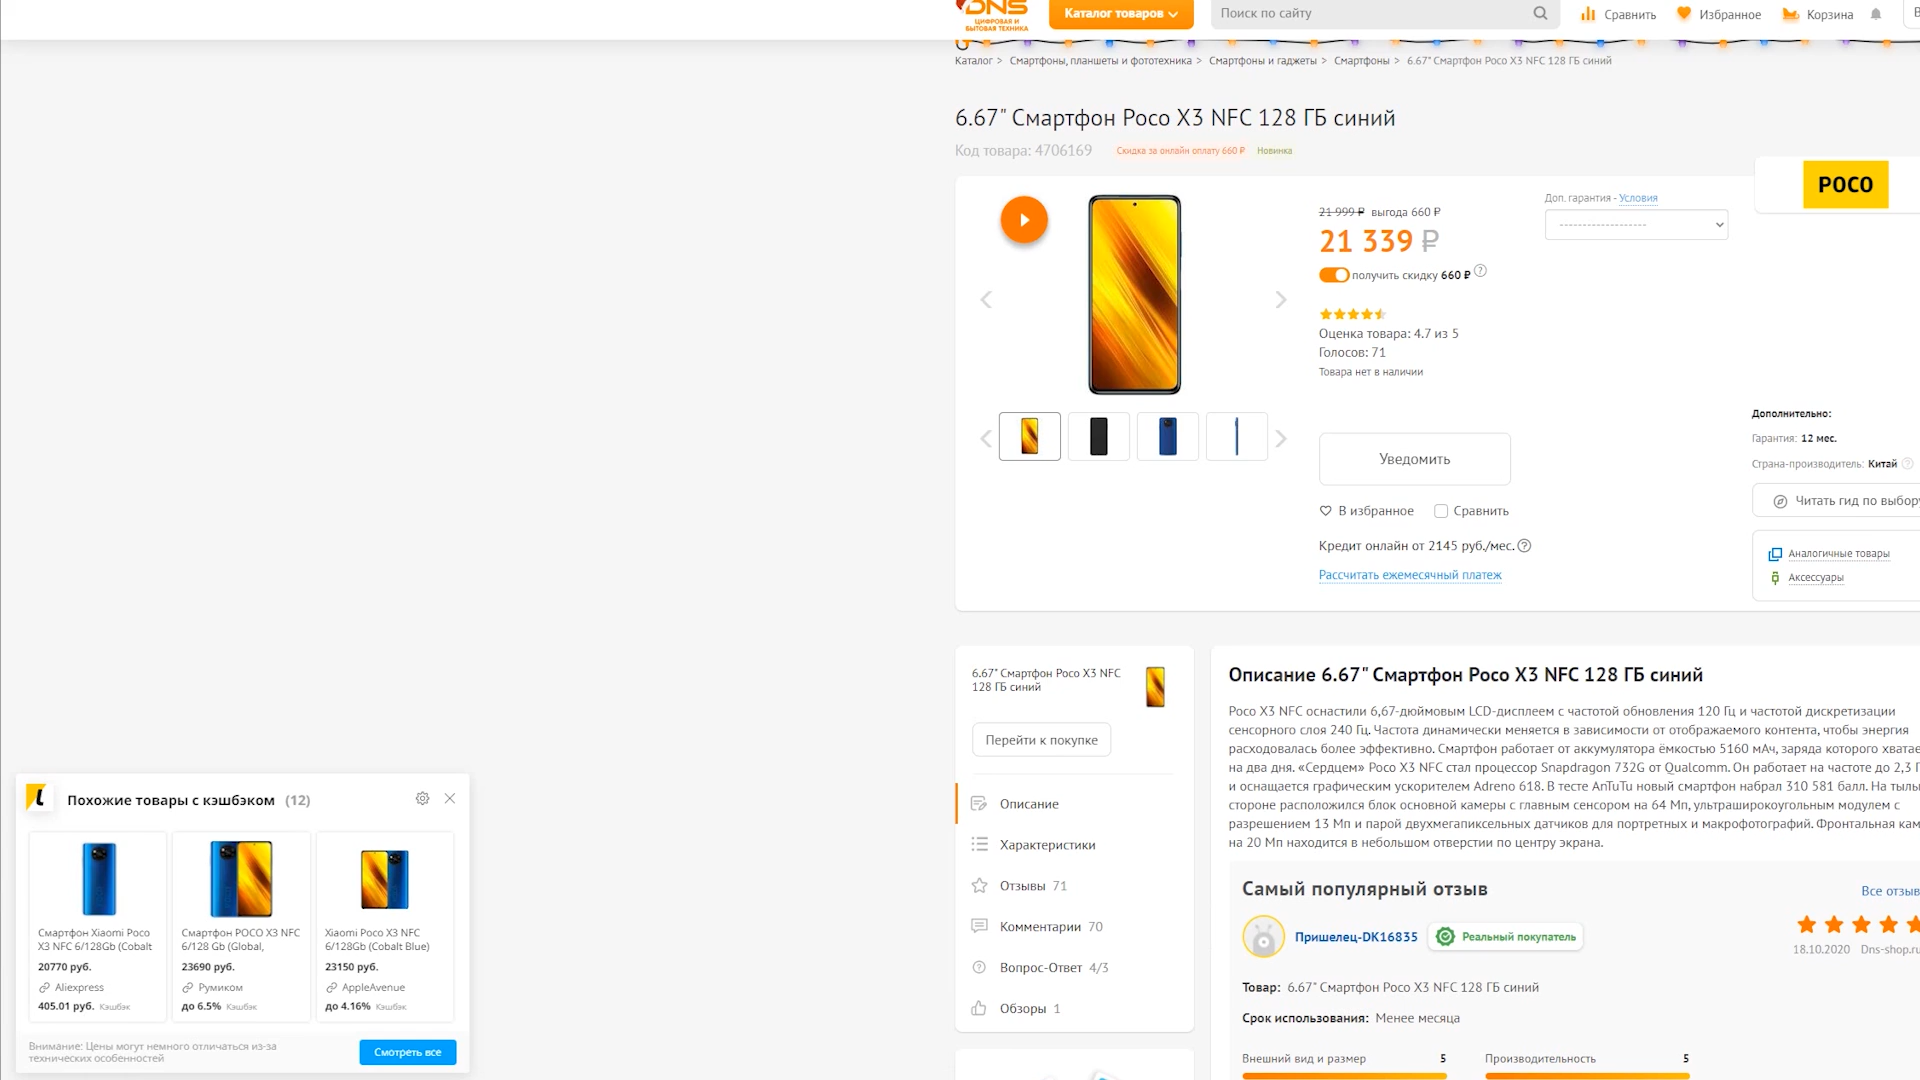 DNS
ЦИФРОВАЯ И
БЫТОВАЯ ТЕХНИКА
Каталог товаров
Поиск по сайту
Сравнить
Избранное
Корзина
Каталог > Смартфоны, планшеты и фототехника > Смартфоны и гаджеты > Смартфоны > 6.67" Смартфон Poco X3 NFC 128 ГБ синий
6.67" Смартфон Poco X3 NFC 128 ГБ синий
Код товара: 4706169
Скидка за онлайн оплату 660 ₽
Новинка
POCO
21 999 ₽ выгода 660 ₽
21 339 ₽
получить скидку 660 ₽ ?
Доп. гарантия - Условия
-------------------
Оценка товара: 4.7 из 5
Голосов: 71
Товара нет в наличии
Уведомить
В избранное
Сравнить
Кредит онлайн от 2145 руб./мес. ?
Рассчитать ежемесячный платеж
Дополнительно:
Гарантия: 12 мес.
Страна-производитель: Китай ?
Читать гид по выбору
Аналогичные товары
Аксессуары
6.67" Смартфон Poco X3 NFC
128 ГБ синий
Перейти к покупке
Описание
Характеристики
Отзывы 71
Комментарии 70
Вопрос-Ответ 4/3
Обзоры 1
Описание 6.67" Смартфон Poco X3 NFC 128 ГБ синий
Poco X3 NFC оснастили 6,67-дюймовым LCD-дисплеем с частотой обновления 120 Гц и частотой дискретизации
сенсорного слоя 240 Гц. Частота динамически меняется в зависимости от отображаемого контента, чтобы энергия
расходовалась более эффективно. Смартфон работает от аккумулятора ёмкостью 5160 мАч, заряда которого хватае
на два дня. «Сердцем» Poco X3 NFC стал процессор Snapdragon 732G от Qualcomm. Он работает на частоте до 2,3 Г
и оснащается графическим ускорителем Adreno 618. В тесте AnTuTu новый смартфон набрал 310 581 балл. На тыль
стороне расположился блок основной камеры с главным сенсором на 64 Мп, ультраширокоугольным модулем с
разрешением 13 Мп и парой двухмегапиксельных датчиков для портретных и макрофотографий. Фронтальная кам
на 20 Мп находится в небольшом отверстии по центру экрана.
Самый популярный отзыв
Все отзыв
Пришелец-DK16835
Реальный покупатель
18.10.2020 Dns-shop.ru
Товар: 6.67" Смартфон Poco X3 NFC 128 ГБ синий
Срок использования: Менее месяца
Внешний вид и размер 5
Производительность 5
Похожие товары с кэшбэком (12)
Смартфон Xiaomi Poco
X3 NFC 6/128Gb (Cobalt
20770 руб.
Aliexpress
405.01 руб. Кэшбэк
Смартфон POCO X3 NFC
6/128 Gb (Global,
23690 руб.
Румиком
до 6.5% Кэшбэк
Xiaomi Poco X3 NFC
6/128Gb (Cobalt Blue)
23150 руб.
AppleAvenue
до 4.16% Кэшбэк
Внимание: Цены могут немного отличаться из-за
технических особенностей
Смотреть все